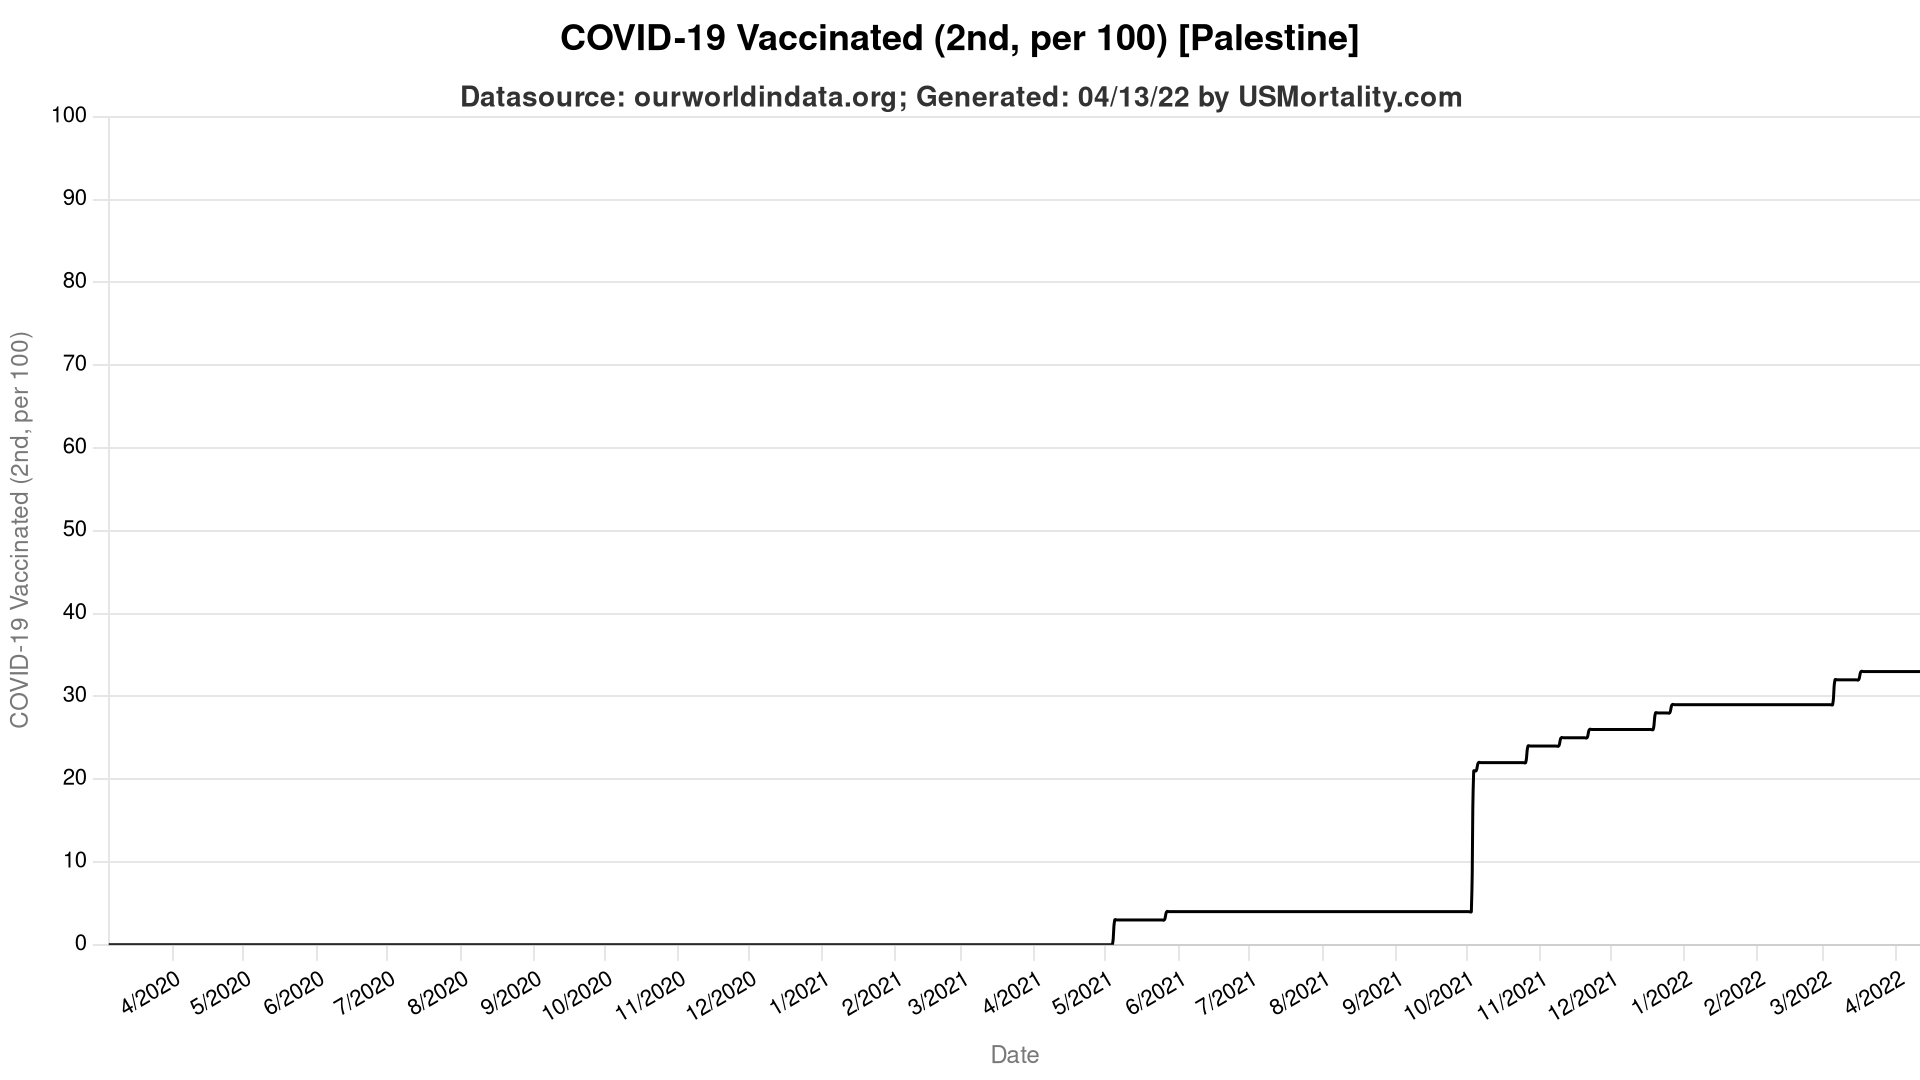 COVID-19 Vaccinated (2nd, per 100) [Palestine]
Datasource: ourworldindata.org; Generated: 04/13/22 by USMortality.com
COVID-19 Vaccinated (2nd, per 100)
100
90
80
70
60
50
40
30
20
10
0
4/2020 5/2020 6/2020 7/2020 8/2020 9/2020 10/2020 11/2020 12/2020 1/2021 2/2021 3/2021 4/2021 5/2021 6/2021 7/2021 8/2021 9/2021 10/2021 11/2021 12/2021 1/2022 2/2022 3/2022 4/2022
Date